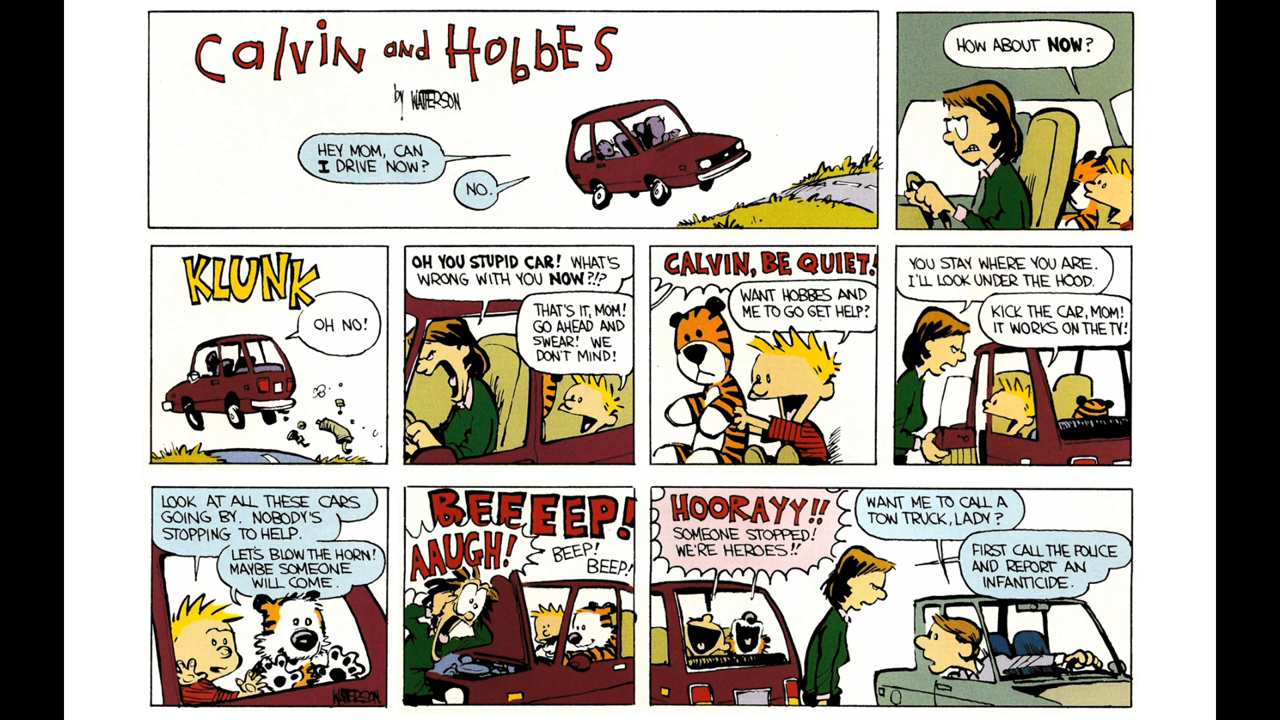 Calvin and Hobbes
by WATTERSON
HEY MOM, CAN
I DRIVE NOW?
NO.
HOW ABOUT NOW?
KLUNK
OH NO!
OH YOU STUPID CAR! WHAT'S
WRONG WITH YOU NOW?!?
THAT'S IT, MOM!
GO AHEAD AND
SWEAR! WE
DON'T MIND!
CALVIN, BE QUIET!
WANT HOBBES AND
ME TO GO GET HELP?
YOU STAY WHERE YOU ARE.
I'LL LOOK UNDER THE HOOD.
KICK THE CAR, MOM!
IT WORKS ON THE TV!
LOOK AT ALL THESE CARS
GOING BY. NOBODY'S
STOPPING TO HELP.
LET'S BLOW THE HORN!
MAYBE SOMEONE
WILL COME.
WATTERSON
BEEEEP!
AAUGH!
BEEP!
BEEP!
HOORAYY!!
SOMEONE STOPPED!
WE'RE HEROES!!
WANT ME TO CALL A
TOW TRUCK, LADY?
FIRST CALL THE POLICE
AND REPORT AN
INFANTICIDE.